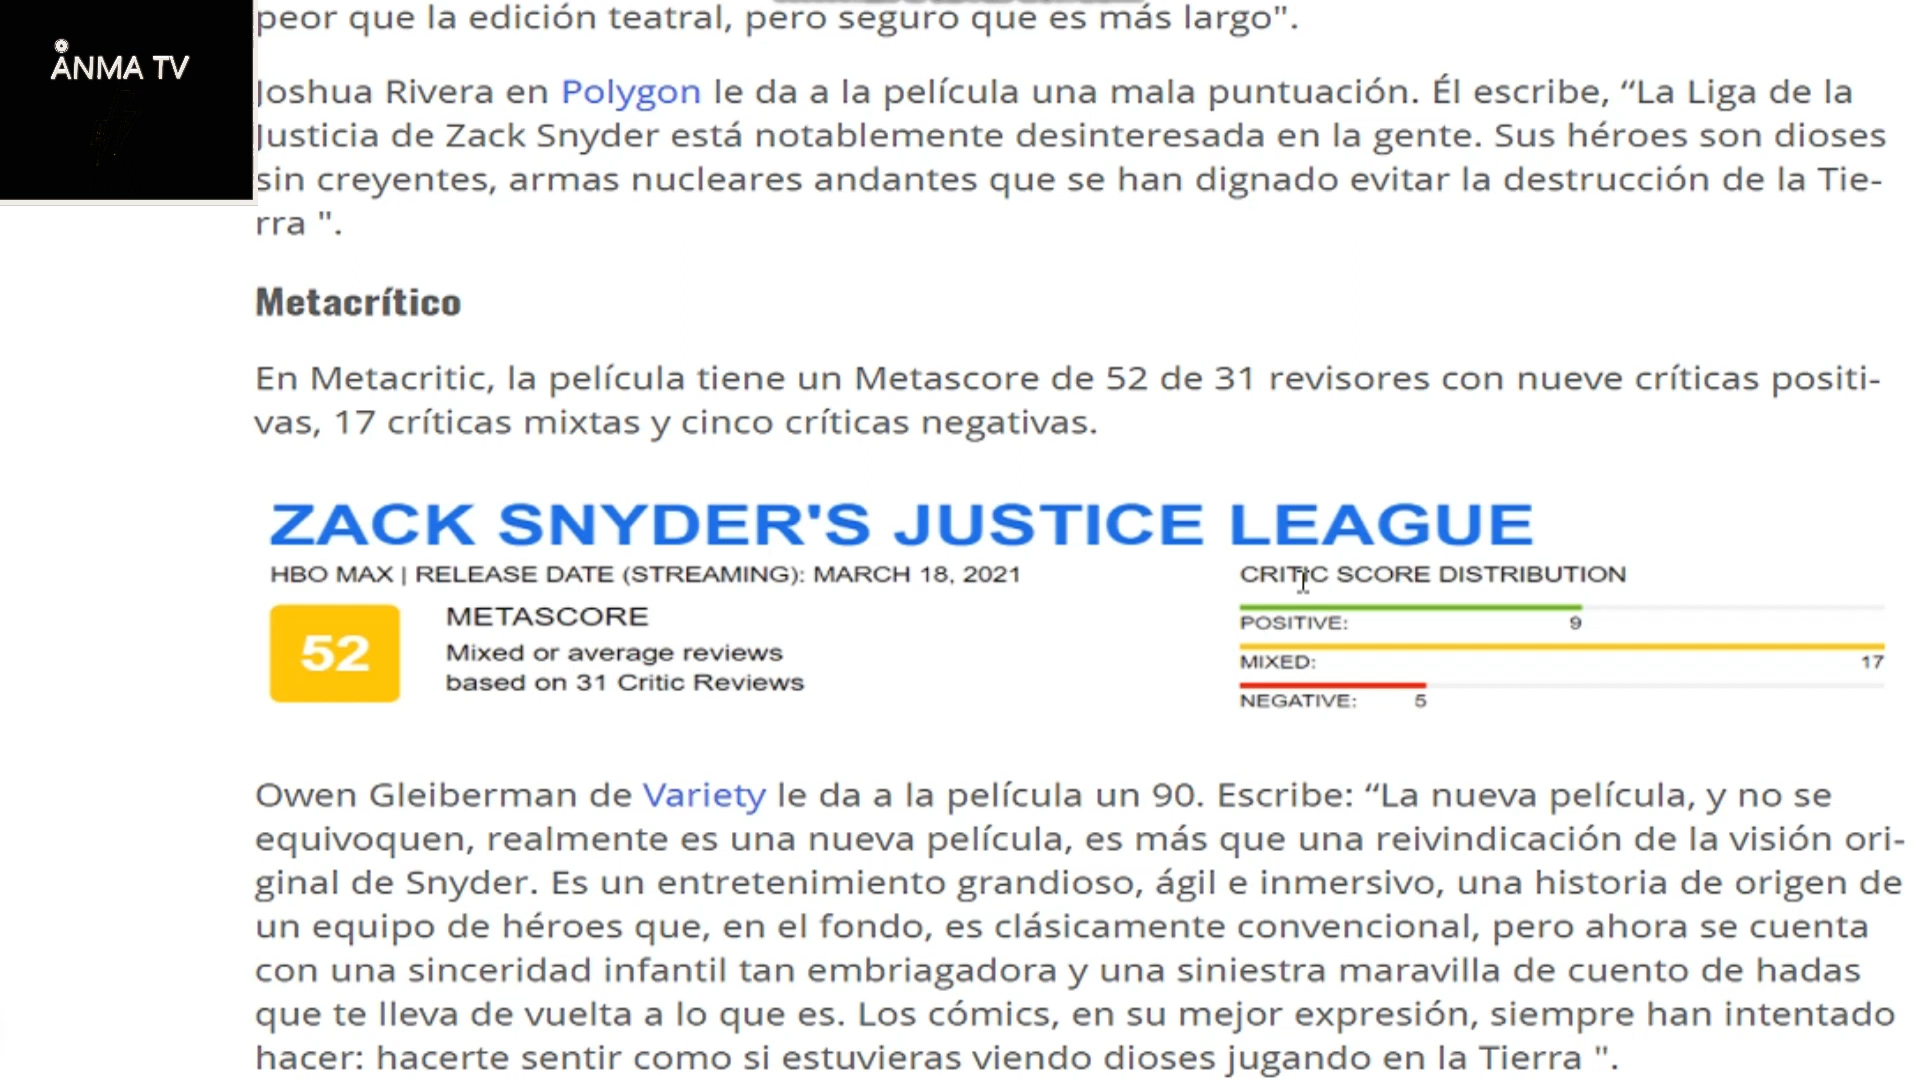 peor que la edición teatral, pero seguro que es más largo".
ANMA TV
Joshua Rivera en Polygon le da a la película una mala puntuación. Él escribe, “La Liga de la
Justicia de Zack Snyder está notablemente desinteresada en la gente. Sus héroes son dioses
sin creyentes, armas nucleares andantes que se han dignado evitar la destrucción de la Tie-
rra ".
Metacrítico
En Metacritic, la película tiene un Metascore de 52 de 31 revisores con nueve críticas positi-
vas, 17 críticas mixtas y cinco críticas negativas.
ZACK SNYDER'S JUSTICE LEAGUE
HBO MAX | RELEASE DATE (STREAMING): MARCH 18, 2021
52
METASCORE
Mixed or average reviews
based on 31 Critic Reviews
CRITIC SCORE DISTRIBUTION
POSITIVE: 9
MIXED: 17
NEGATIVE: 5
Owen Gleiberman de Variety le da a la película un 90. Escribe: “La nueva película, y no se
equivoquen, realmente es una nueva película, es más que una reivindicación de la visión ori-
ginal de Snyder. Es un entretenimiento grandioso, ágil e inmersivo, una historia de origen de
un equipo de héroes que, en el fondo, es clásicamente convencional, pero ahora se cuenta
con una sinceridad infantil tan embriagadora y una siniestra maravilla de cuento de hadas
que te lleva de vuelta a lo que es. Los cómics, en su mejor expresión, siempre han intentado
hacer: hacerte sentir como si estuvieras viendo dioses jugando en la Tierra ".